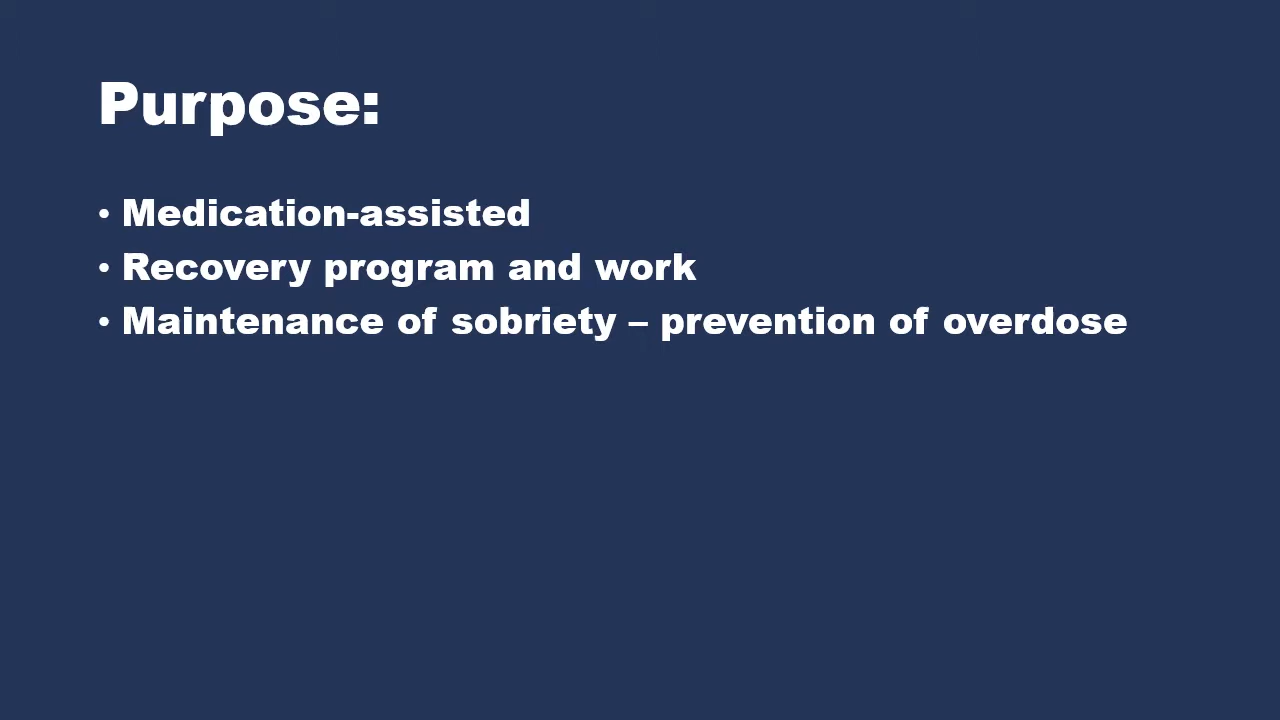 Purpose:
• Medication-assisted
• Recovery program and work
• Maintenance of sobriety – prevention of overdose